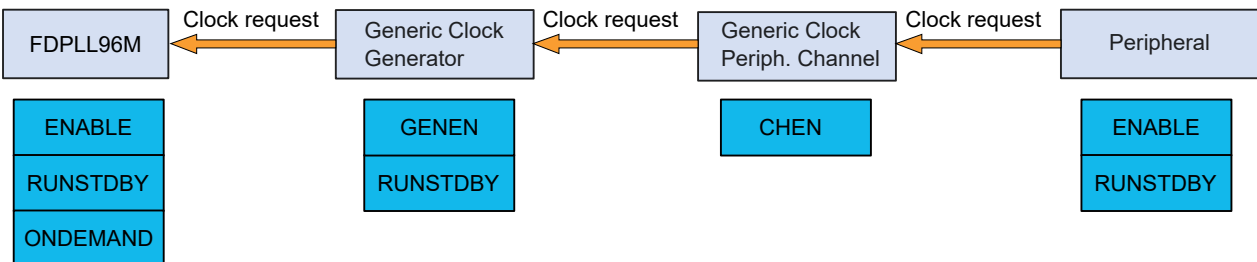 Clock request
Clock request
Clock request
FDPLL96M
Generic Clock
Generator
Generic Clock
Periph. Channel
Peripheral
ENABLE
GENEN
CHEN
ENABLE
RUNSTDBY
RUNSTDBY
RUNSTDBY
ONDEMAND